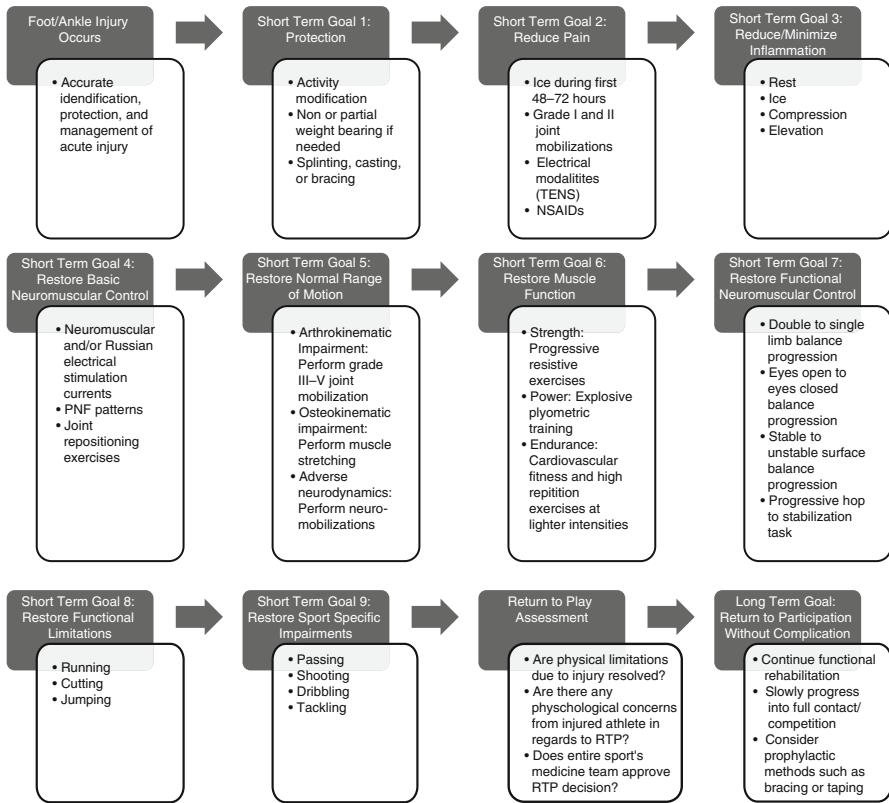 Foot/Ankle Injury
Occurs
• Accurate
identification,
protection, and
management of
acute injury
Short Term Goal 1:
Protection
• Activity
modification
• Non or partial
weight bearing if
needed
• Splinting, casting,
or bracing
Short Term Goal 2:
Reduce Pain
• Ice during first
48–72 hours
• Grade I and II
joint
mobilizations
• Electrical
modalitites
(TENS)
• NSAIDs
Short Term Goal 3:
Reduce/Minimize
Inflammation
• Rest
• Ice
• Compression
• Elevation
Short Term Goal 4:
Restore Basic
Neuromuscular Control
• Neuromuscular
and/or Russian
electrical
stimulation
currents
• PNF patterns
• Joint
repositioning
exercises
Short Term Goal 5:
Restore Normal Range
of Motion
• Arthrokinematic
Impairment:
Perform grade
III–V joint
mobilization
• Osteokinematic
impairment:
Perform muscle
stretching
• Adverse
neurodynamics:
Perform neuro-
mobilizations
Short Term Goal 6:
Restore Muscle
Function
• Strength:
Progressive
resistive
exercises
• Power: Explosive
plyometric
training
• Endurance:
Cardiovascular
fitness and high
repitition
exercises at
lighter intensities
Short Term Goal 7:
Restore Functional
Neuromuscular Control
• Double to single
limb balance
progression
• Eyes open to
eyes closed
balance
progression
• Stable to
unstable surface
balance
progression
• Progressive hop
to stabilization
task
Short Term Goal 8:
Restore Functional
Limitations
• Running
• Cutting
• Jumping
Short Term Goal 9:
Restore Sport Specific
Impairments
• Passing
• Shooting
• Dribbling
• Tackling
Return to Play
Assessment
• Are physical limitations
due to injury resolved?
• Are there any
physchological concerns
from injured athlete in
regards to RTP?
• Does entire sport's
medicine team approve
RTP decision?
Long Term Goal:
Return to Participation
Without Complication
• Continue functional
rehabilitation
• Slowly progress
into full contact/
competition
• Consider
prophylactic
methods such as
bracing or taping